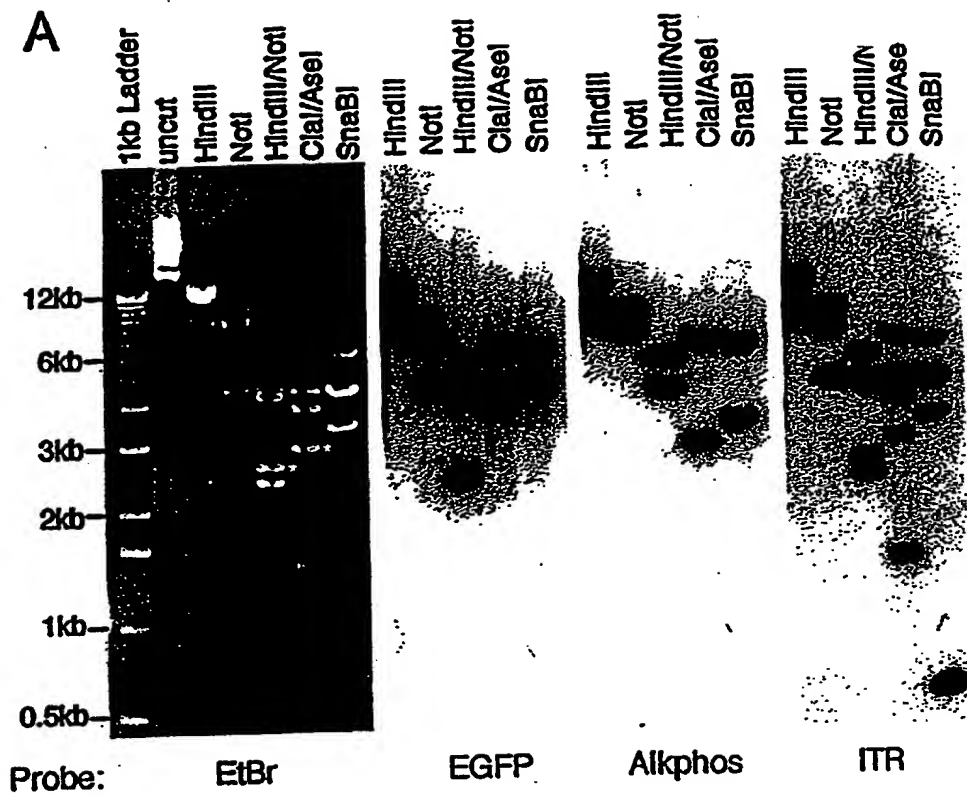 A
1kb Ladder
uncut
HindIII
NotI
HindIII/NotI
ClaI/AseI
SnaBI
HindIII
NotI
HindIII/NotI
ClaI/AseI
SnaBI
HindIII
NotI
HindIII/NotI
ClaI/AseI
SnaBI
HindIII
NotI
HindIII/N
ClaI/Ase
SnaBI
12kb
6kb
3kb
2kb
1kb
0.5kb
Probe: EtBr EGFP Alkphos ITR